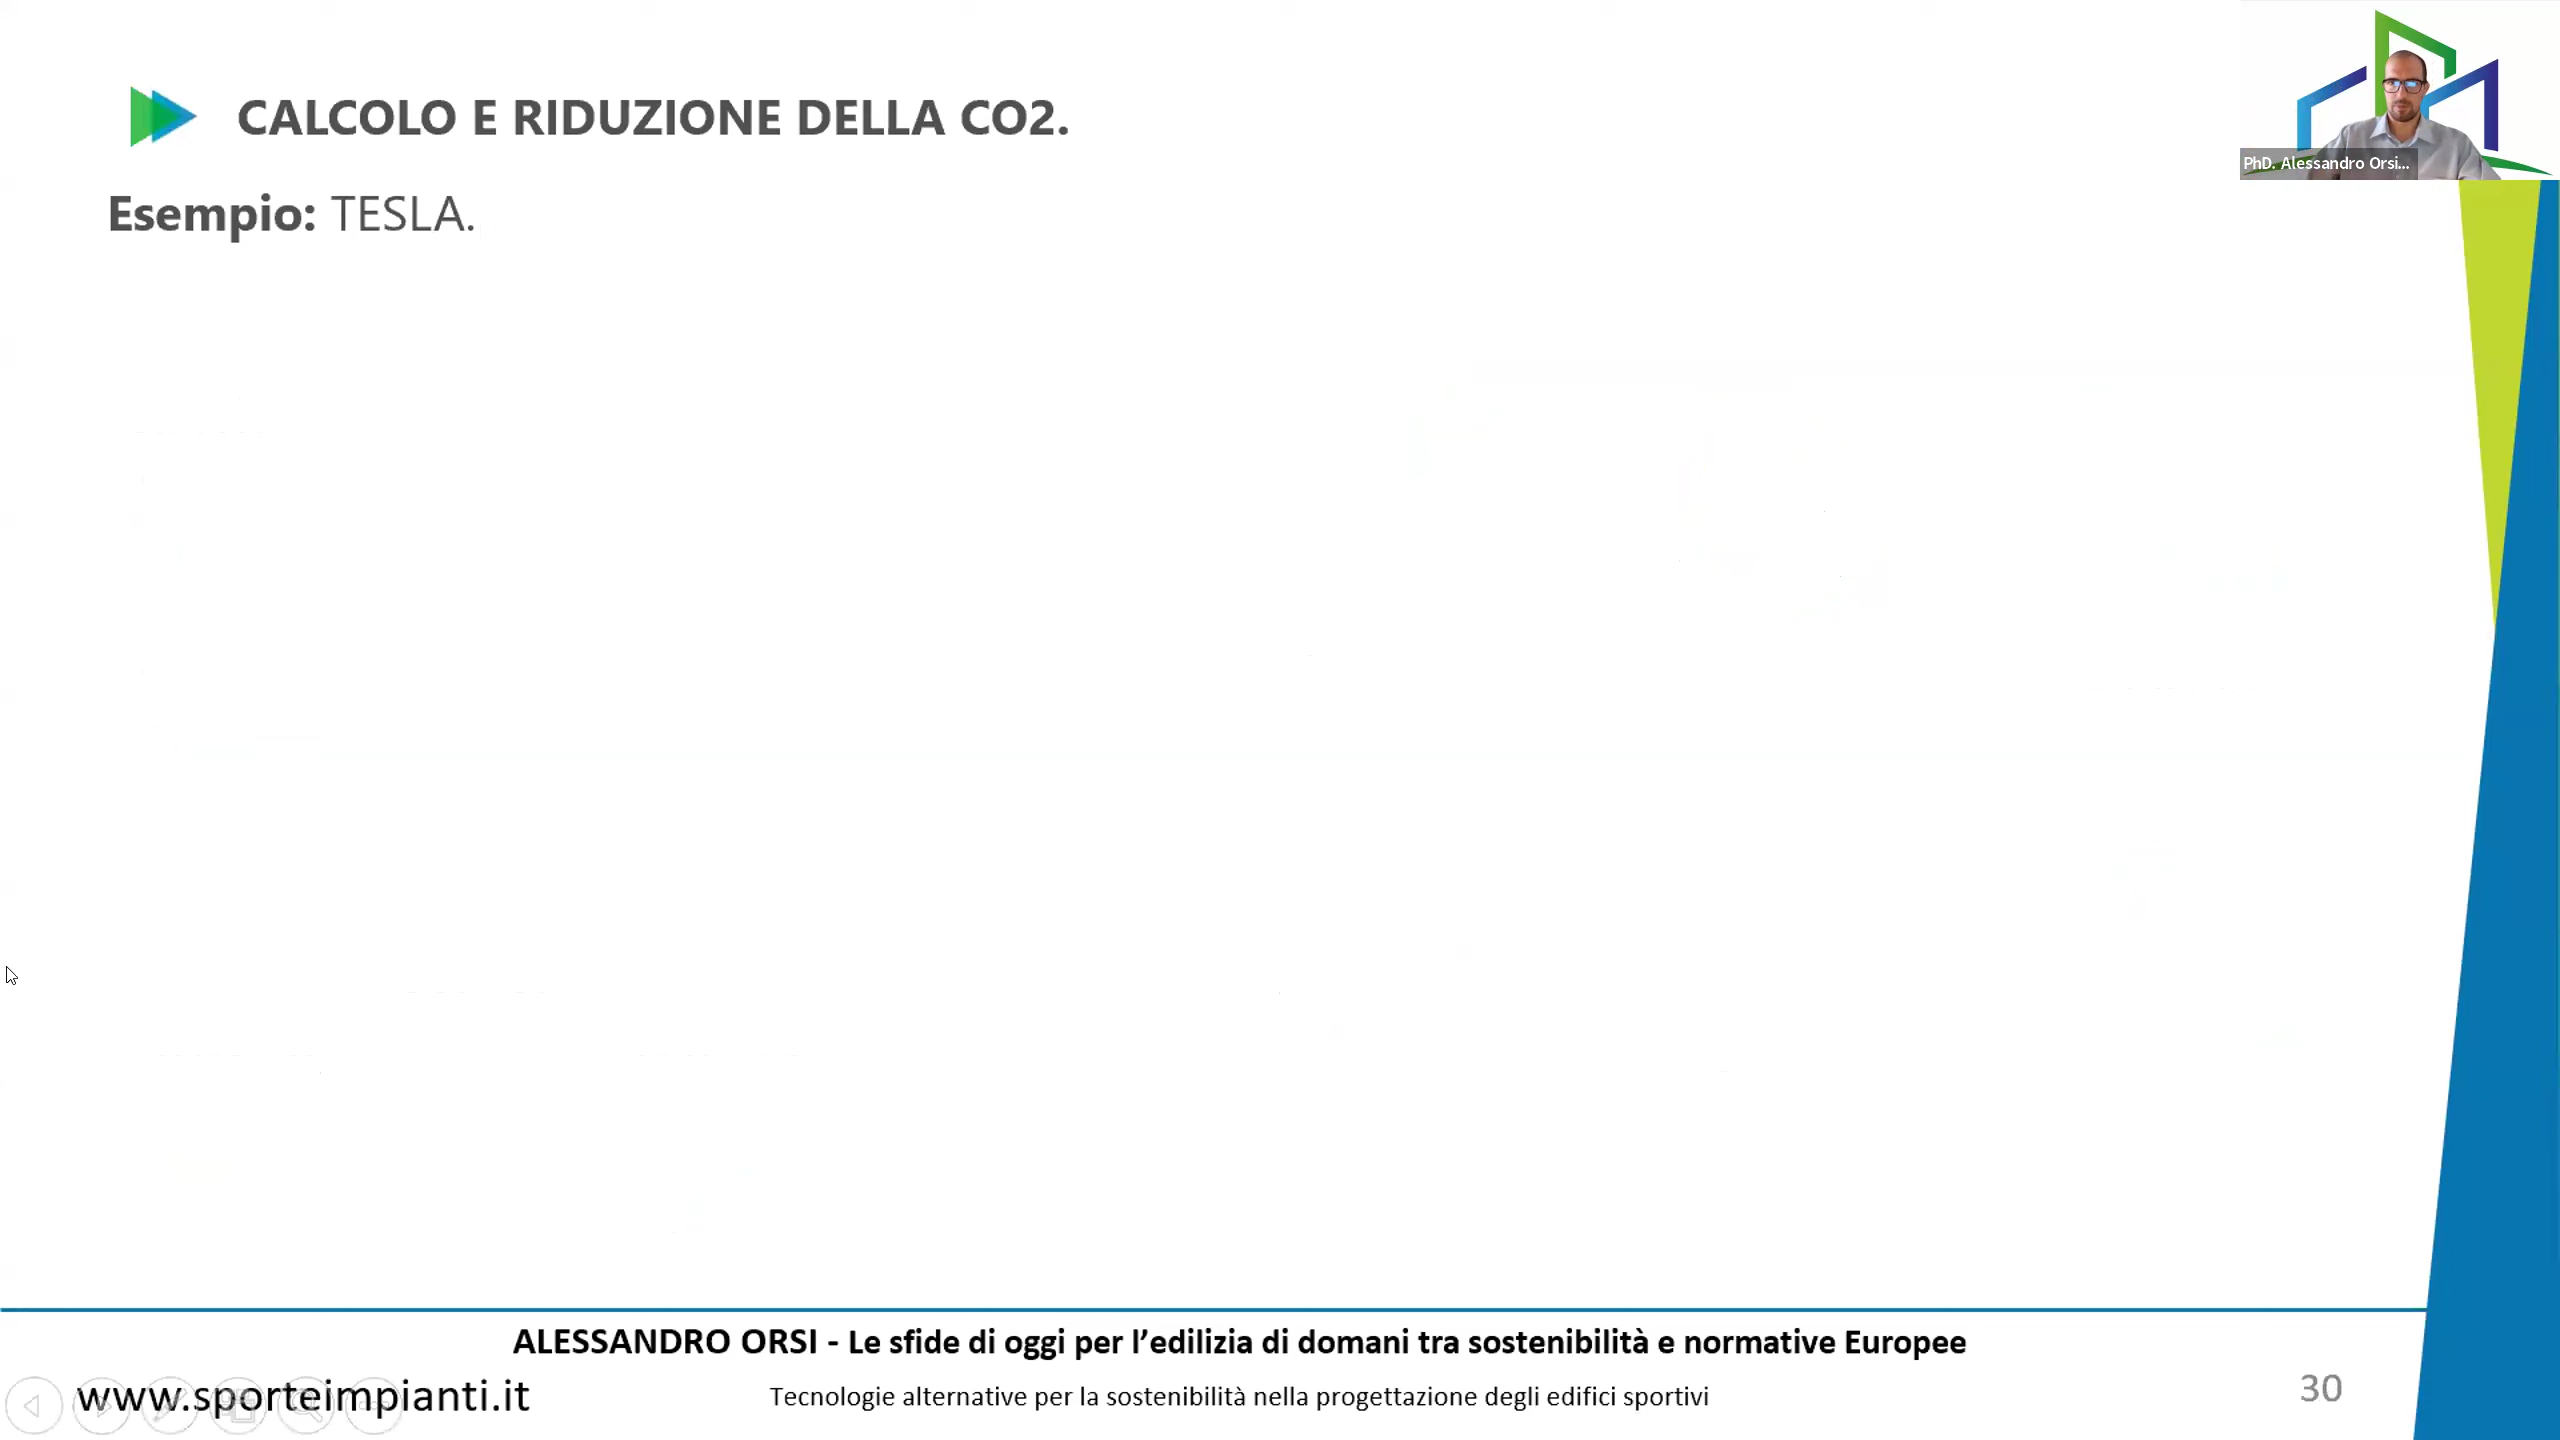 CALCOLO E RIDUZIONE DELLA CO2.
PhD. Alessandro Orsi...
Esempio: TESLA.
ALESSANDRO ORSI - Le sfide di oggi per l’edilizia di domani tra sostenibilità e normative Europee
www.sporteimpianti.it
Tecnologie alternative per la sostenibilità nella progettazione degli edifici sportivi
30